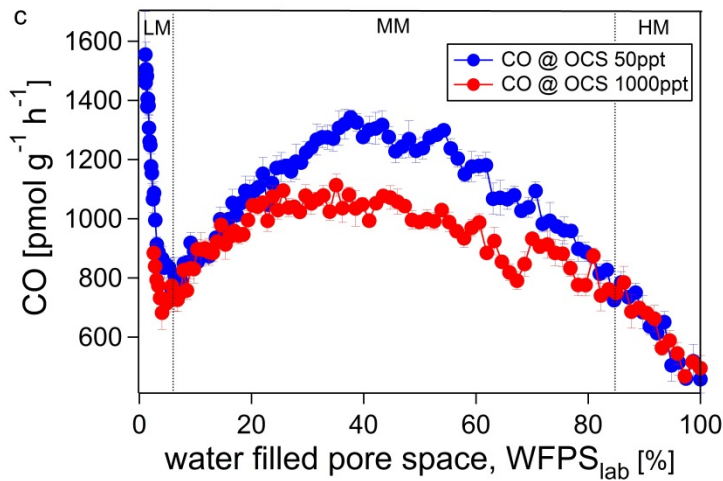 c
LM
MM
HM
CO @ OCS 50ppt
CO @ OCS 1000ppt
1600
1400
1200
1000
800
600
CO [pmol g⁻¹ h⁻¹]
0
20
40
60
80
100
water filled pore space, WFPS_lab [%]